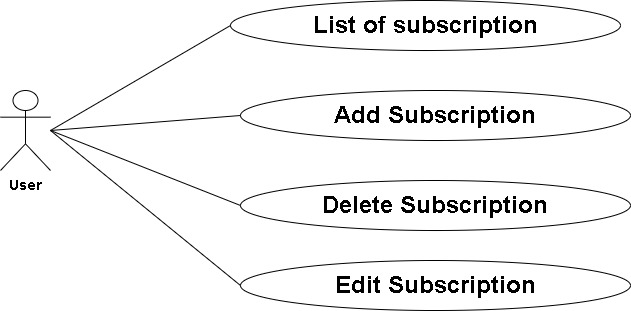 List of subscription
Add Subscription
User
Delete Subscription
Edit Subscription